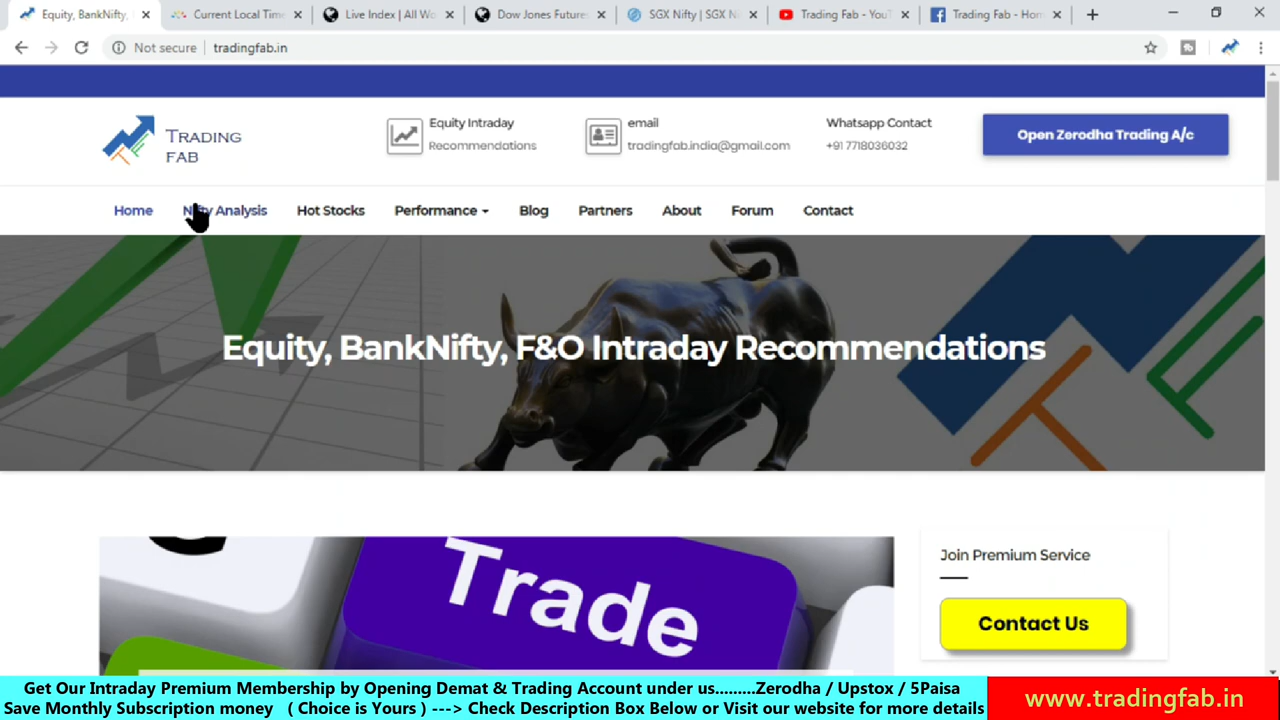 Equity, BankNifty,
Current Local Time
Live Index | All Wo
Dow Jones Future
SGX Nifty | SGX N
Trading Fab - You
Trading Fab - Hom
Not secure
tradingfab.in
TRADING
FAB
Equity Intraday
Recommendations
email
tradingfab.india@gmail.com
Whatsapp Contact
+91 7718036032
Open Zerodha Trading A/c
Home Nifty Analysis Hot Stocks Performance Blog Partners About Forum Contact
Equity, BankNifty, F&O Intraday Recommendations
Trade
Join Premium Service
Contact Us
Get Our Intraday Premium Membership by Opening Demat & Trading Account under us.........Zerodha / Upstox / 5Paisa
Save Monthly Subscription money ( Choice is Yours ) ---> Check Description Box Below or Visit our website for more details
www.tradingfab.in